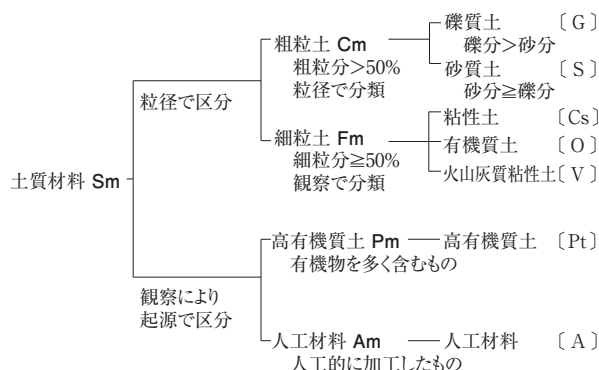 粗粒土 Cm
粗粒分>50%
粒径で分類
礫質土 〔G〕
礫分>砂分
砂質土 〔S〕
砂分≧礫分
粒径で区分
細粒土 Fm
細粒分≧50%
観察で分類
粘性土 〔Cs〕
有機質土 〔O〕
火山灰質粘性土〔V〕
土質材料 Sm
高有機質土 Pm
有機物を多く含むもの
高有機質土 〔Pt〕
観察により
起源で区分
人工材料 Am
人工的に加工したもの
人工材料 〔A〕